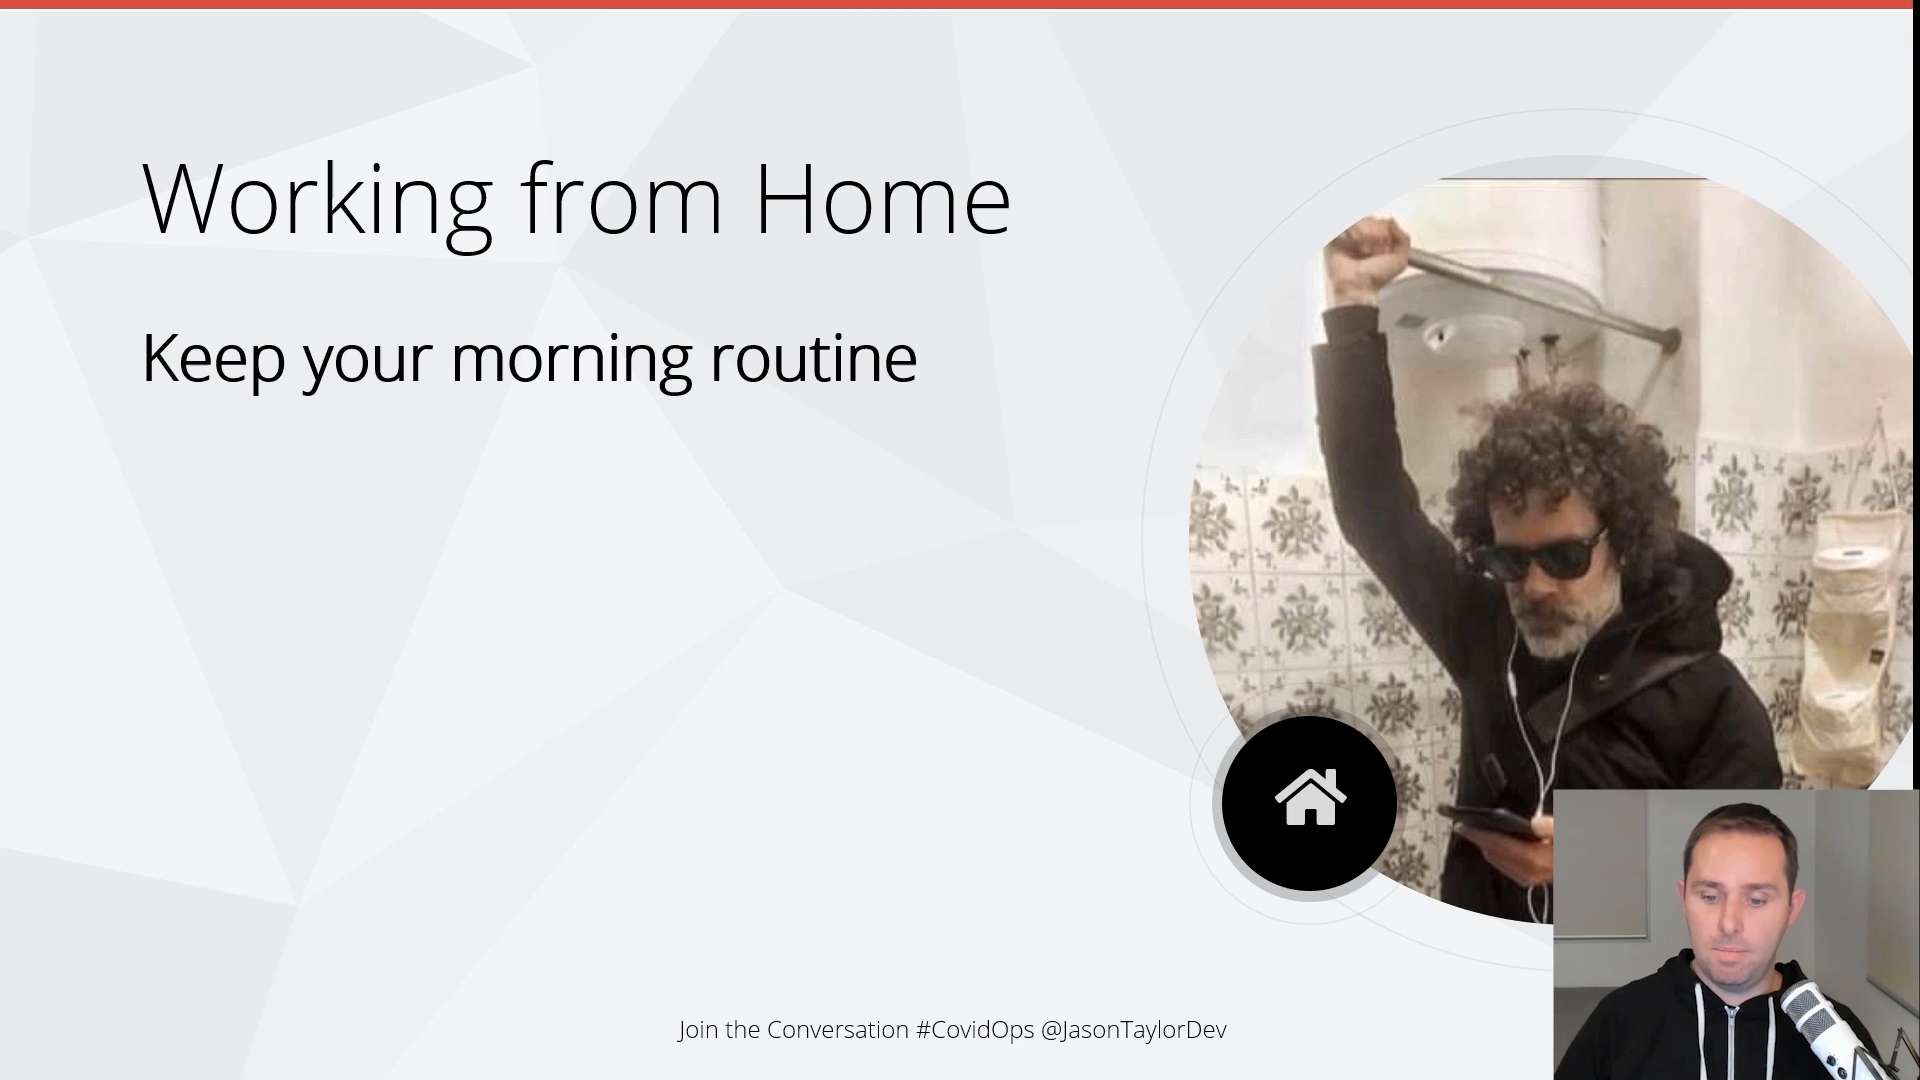 Working from Home
Keep your morning routine
Join the Conversation #CovidOps @JasonTaylorDev